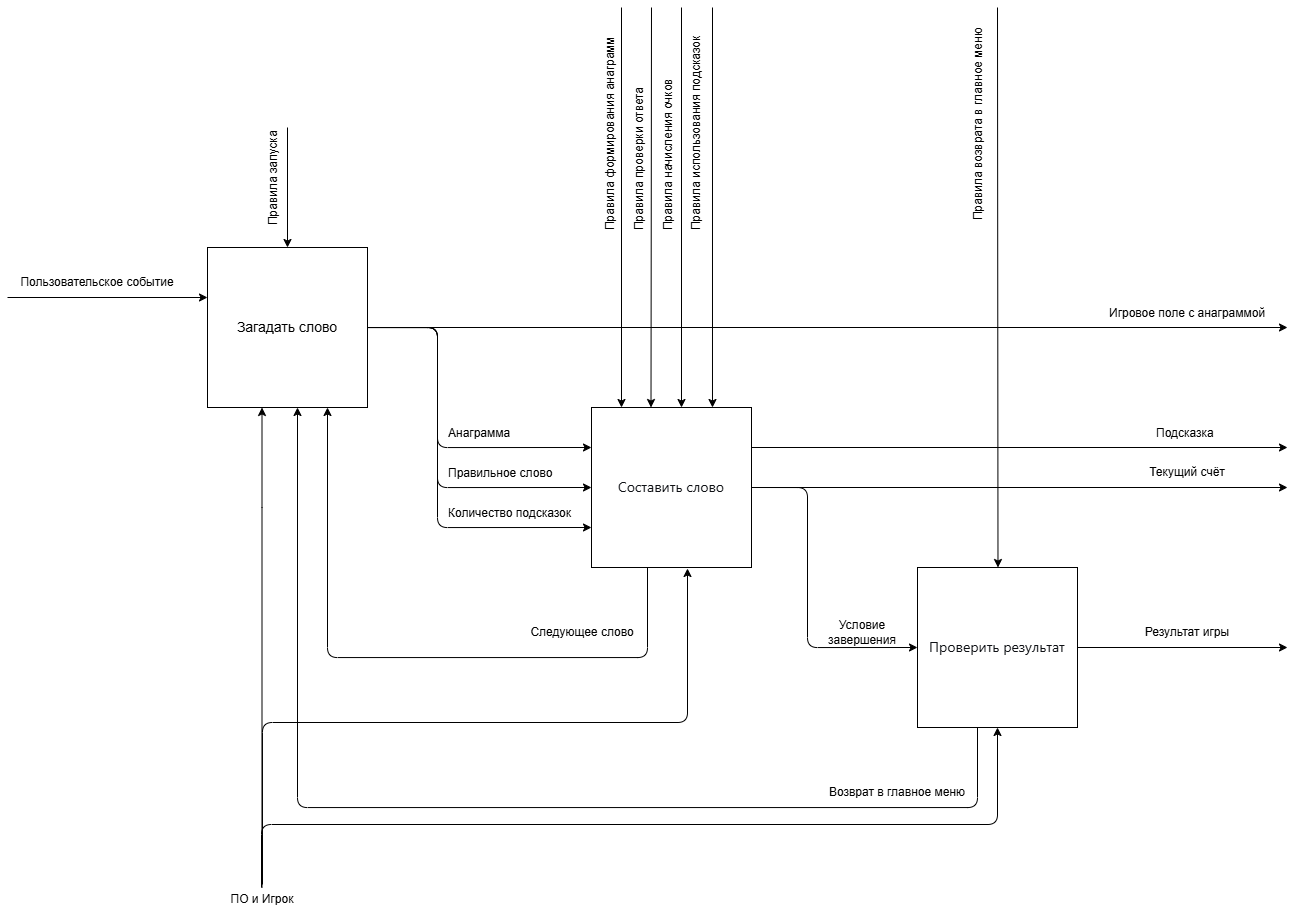 Правила формирования анаграмм
Правила проверки ответа
Правила начисления очков
Правила использования подсказок
Правила возврата в главное меню
Правила запуска
Пользовательское событие
Загадать слово
Игровое поле с анаграммой
Анаграмма
Правильное слово
Количество подсказок
Составить слово
Подсказка
Текущий счёт
Следующее слово
Условие
завершения
Проверить результат
Результат игры
Возврат в главное меню
ПО и Игрок